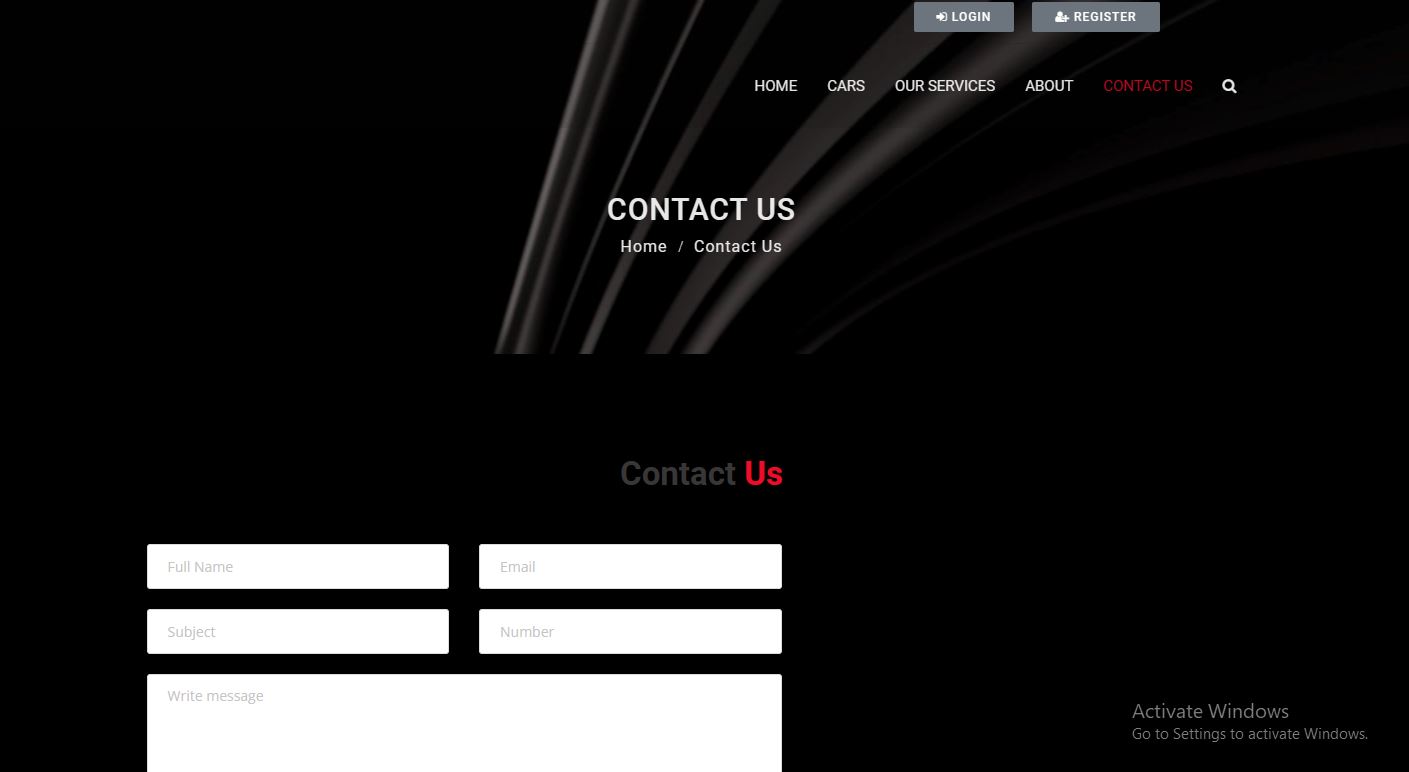 LOGIN REGISTER
HOME CARS OUR SERVICES ABOUT CONTACT US
CONTACT US
Home / Contact Us
Contact Us
Full Name Email
Subject Number
Write message
Activate Windows
Go to Settings to activate Windows.